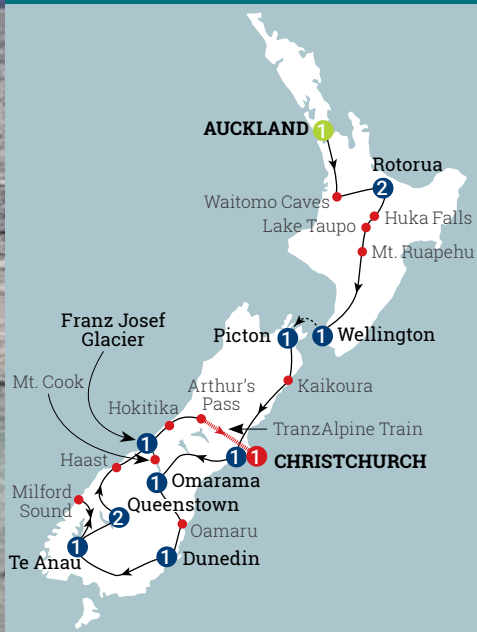 AUCKLAND
1
Rotorua
2
Waitomo Caves
Huka Falls
Lake Taupo
Mt. Ruapehu
Franz Josef
Glacier
Picton
1
1
Wellington
Mt. Cook
Arthur's
Pass
Kaikoura
Hokitika
TranzAlpine Train
1
1
1
CHRISTCHURCH
Haast
1
Omarama
Milford
Sound
Queenstown
2
Oamaru
1
Te Anau
1
Dunedin